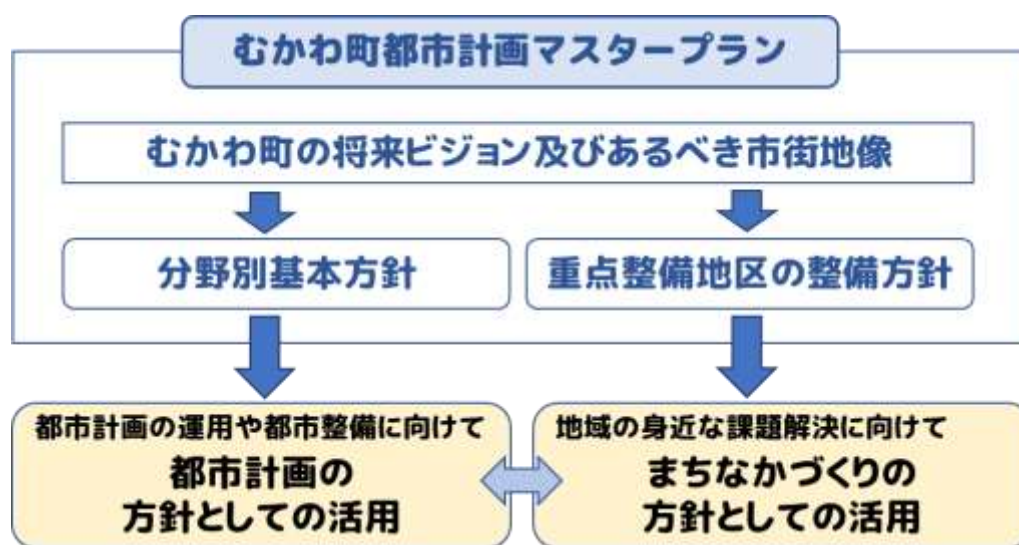 むかわ町都市計画マスタープラン
むかわ町の将来ビジョン及びあるべき市街地像
分野別基本方針
重点整備地区の整備方針
都市計画の運用や都市整備に向けて
都市計画の
方針としての活用
地域の身近な課題解決に向けて
まちなかづくりの
方針としての活用